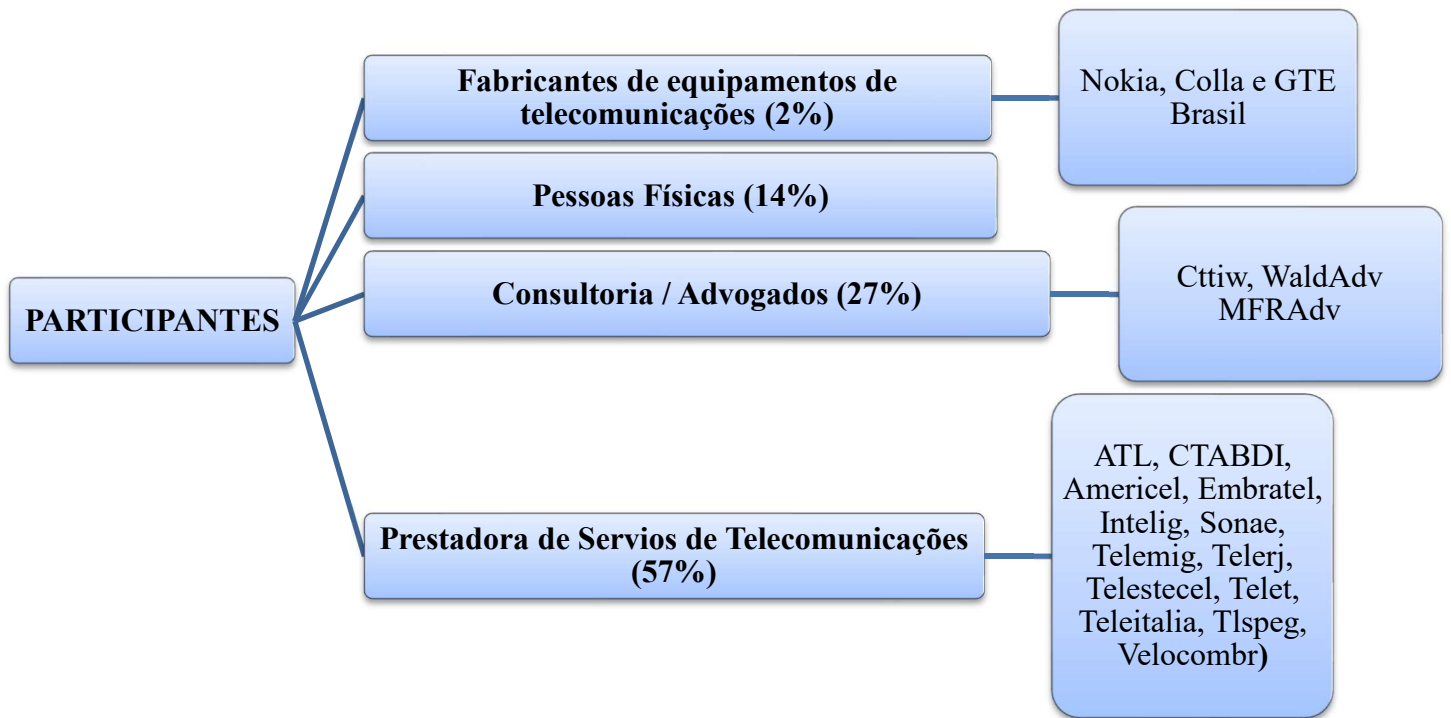 PARTICIPANTES
Fabricantes de equipamentos de
telecomunicações (2%)
Nokia, Colla e GTE
Brasil
Pessoas Físicas (14%)
Consultoria / Advogados (27%)
Cttiw, WaldAdv
MFRAdv
Prestadora de Servios de Telecomunicações
(57%)
ATL, CTABDI,
Americel, Embratel,
Intelig, Sonae,
Telemig, Telerj,
Telestecel, Telet,
Teleitalia, Tlspeg,
Velocombr)